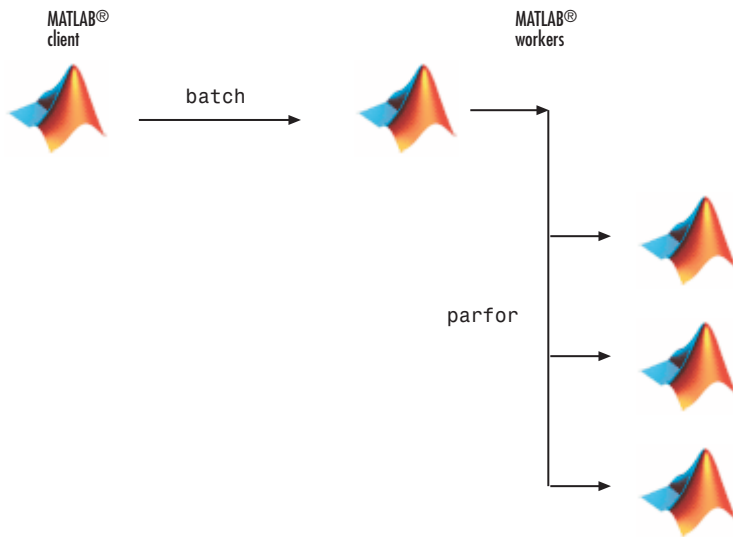 MATLAB®
client
MATLAB®
workers
batch
parfor